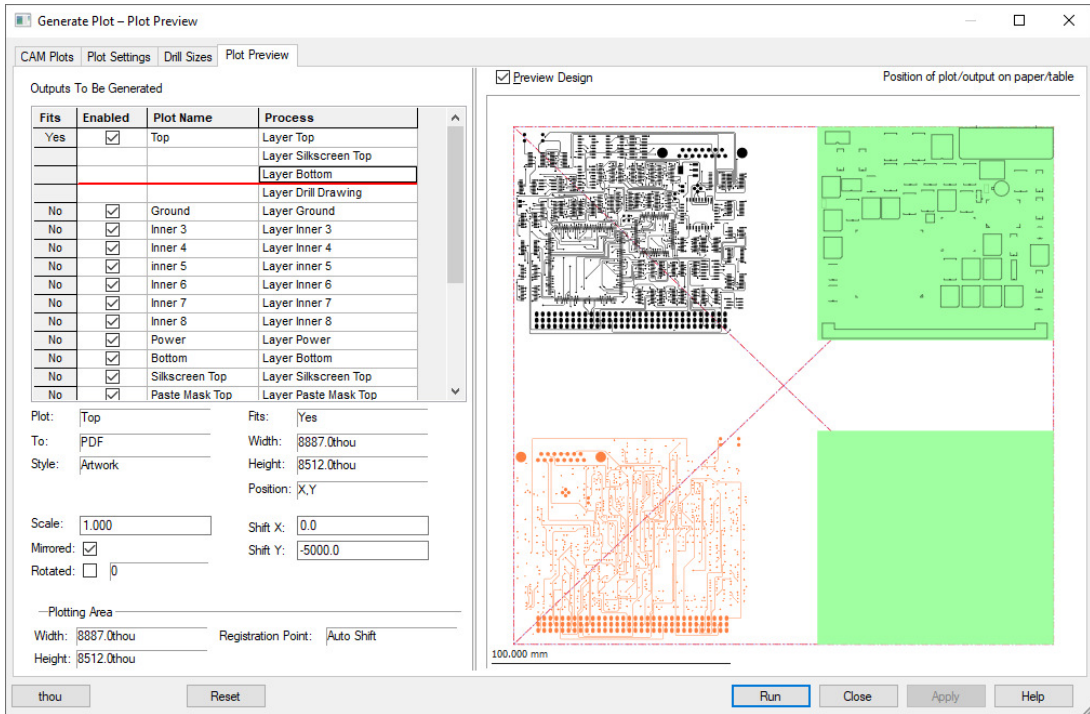 Generate Plot – Plot Preview
CAM Plots Plot Settings Drill Sizes Plot Preview
Outputs To Be Generated
Fits Enabled Plot Name Process
Yes Top Layer Top
Layer Silkscreen Top
Layer Bottom
Layer Drill Drawing
No Ground Layer Ground
No Inner 3 Layer Inner 3
No Inner 4 Layer Inner 4
No inner 5 Layer inner 5
No Inner 6 Layer Inner 6
No Inner 7 Layer Inner 7
No Inner 8 Layer Inner 8
No Power Layer Power
No Bottom Layer Bottom
No Silkscreen Top Layer Silkscreen Top
No Paste Mask Top Layer Paste Mask Top
Plot: Top Fits: Yes
To: PDF Width: 8887.0thou
Style: Artwork Height: 8512.0thou
Position: X,Y
Scale: 1.000 Shift X: 0.0
Mirrored: Shift Y: -5000.0
Rotated: 0
Plotting Area
Width: 8887.0thou Registration Point: Auto Shift
Height: 8512.0thou
Preview Design Position of plot/output on paper/table
100.000 mm
thou Reset Run Close Apply Help